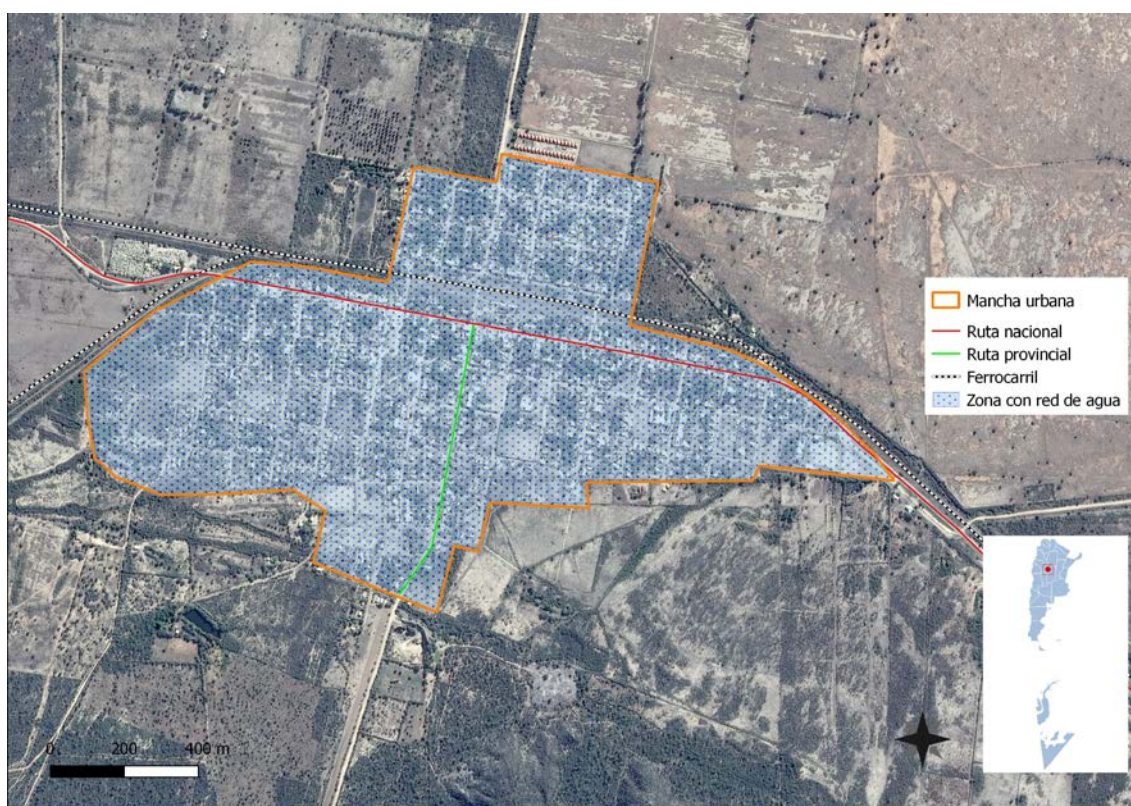 Mancha urbana
Ruta nacional
Ruta provincial
Ferrocarril
Zona con red de agua
0 200 400 m